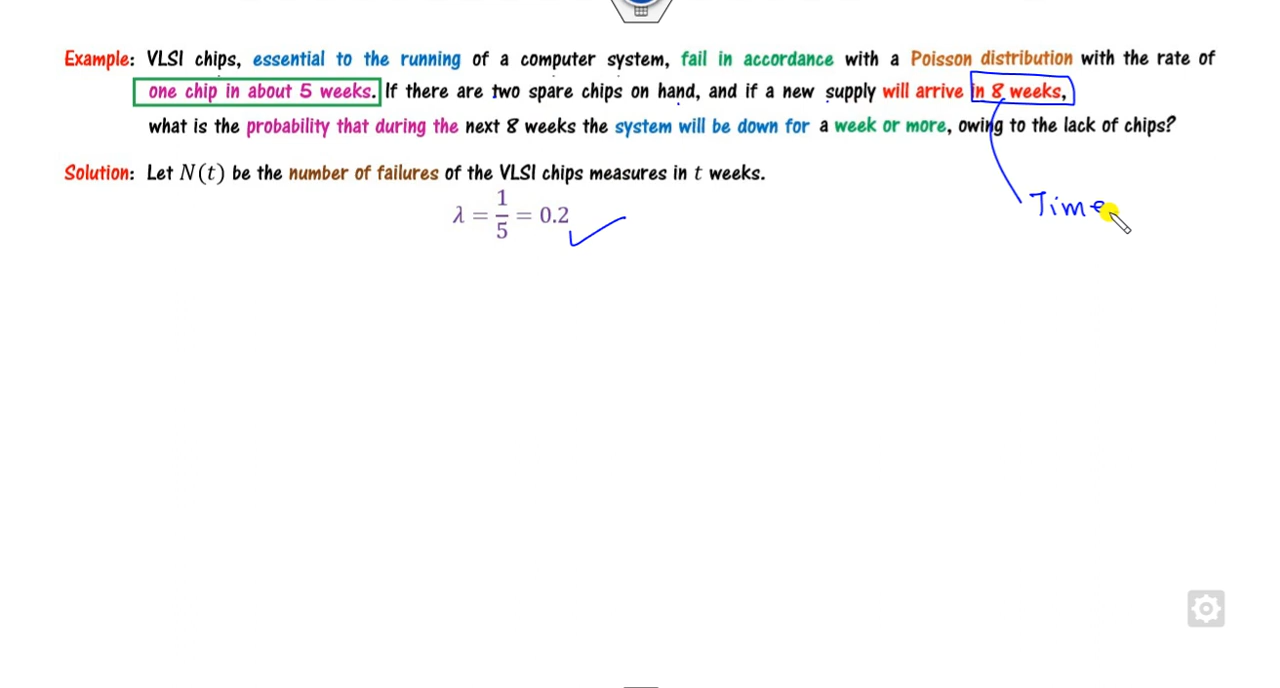 Example: VLSI chips, essential to the running of a computer system, fail in accordance with a Poisson distribution with the rate of
one chip in about 5 weeks. If there are two spare chips on hand, and if a new supply will arrive in 8 weeks,
what is the probability that during the next 8 weeks the system will be down for a week or more, owing to the lack of chips?
Solution: Let N(t) be the number of failures of the VLSI chips measures in t weeks.
λ = 1/5 = 0.2
Time